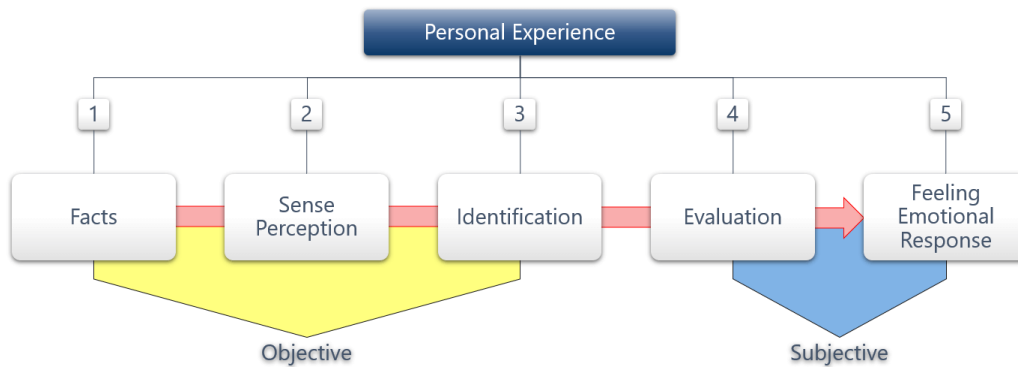 Personal Experience
1
2
3
4
5
Facts
Sense
Perception
Identification
Evaluation
Feeling
Emotional
Response
Objective
Subjective